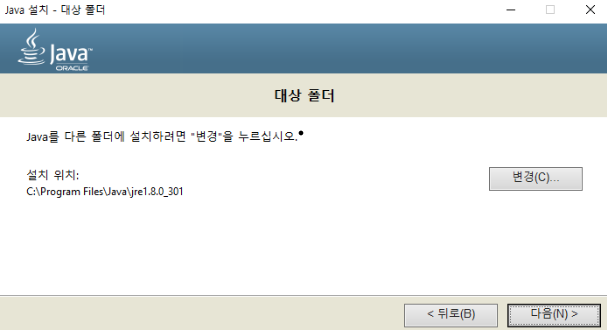 Java 설치 - 대상 폴더
Java™
ORACLE
대상 폴더
Java를 다른 폴더에 설치하려면 "변경"을 누르십시오.●
설치 위치:
변경(C)...
C:\Program Files\Java\jre1.8.0_301
< 뒤로(B)
다음(N) >